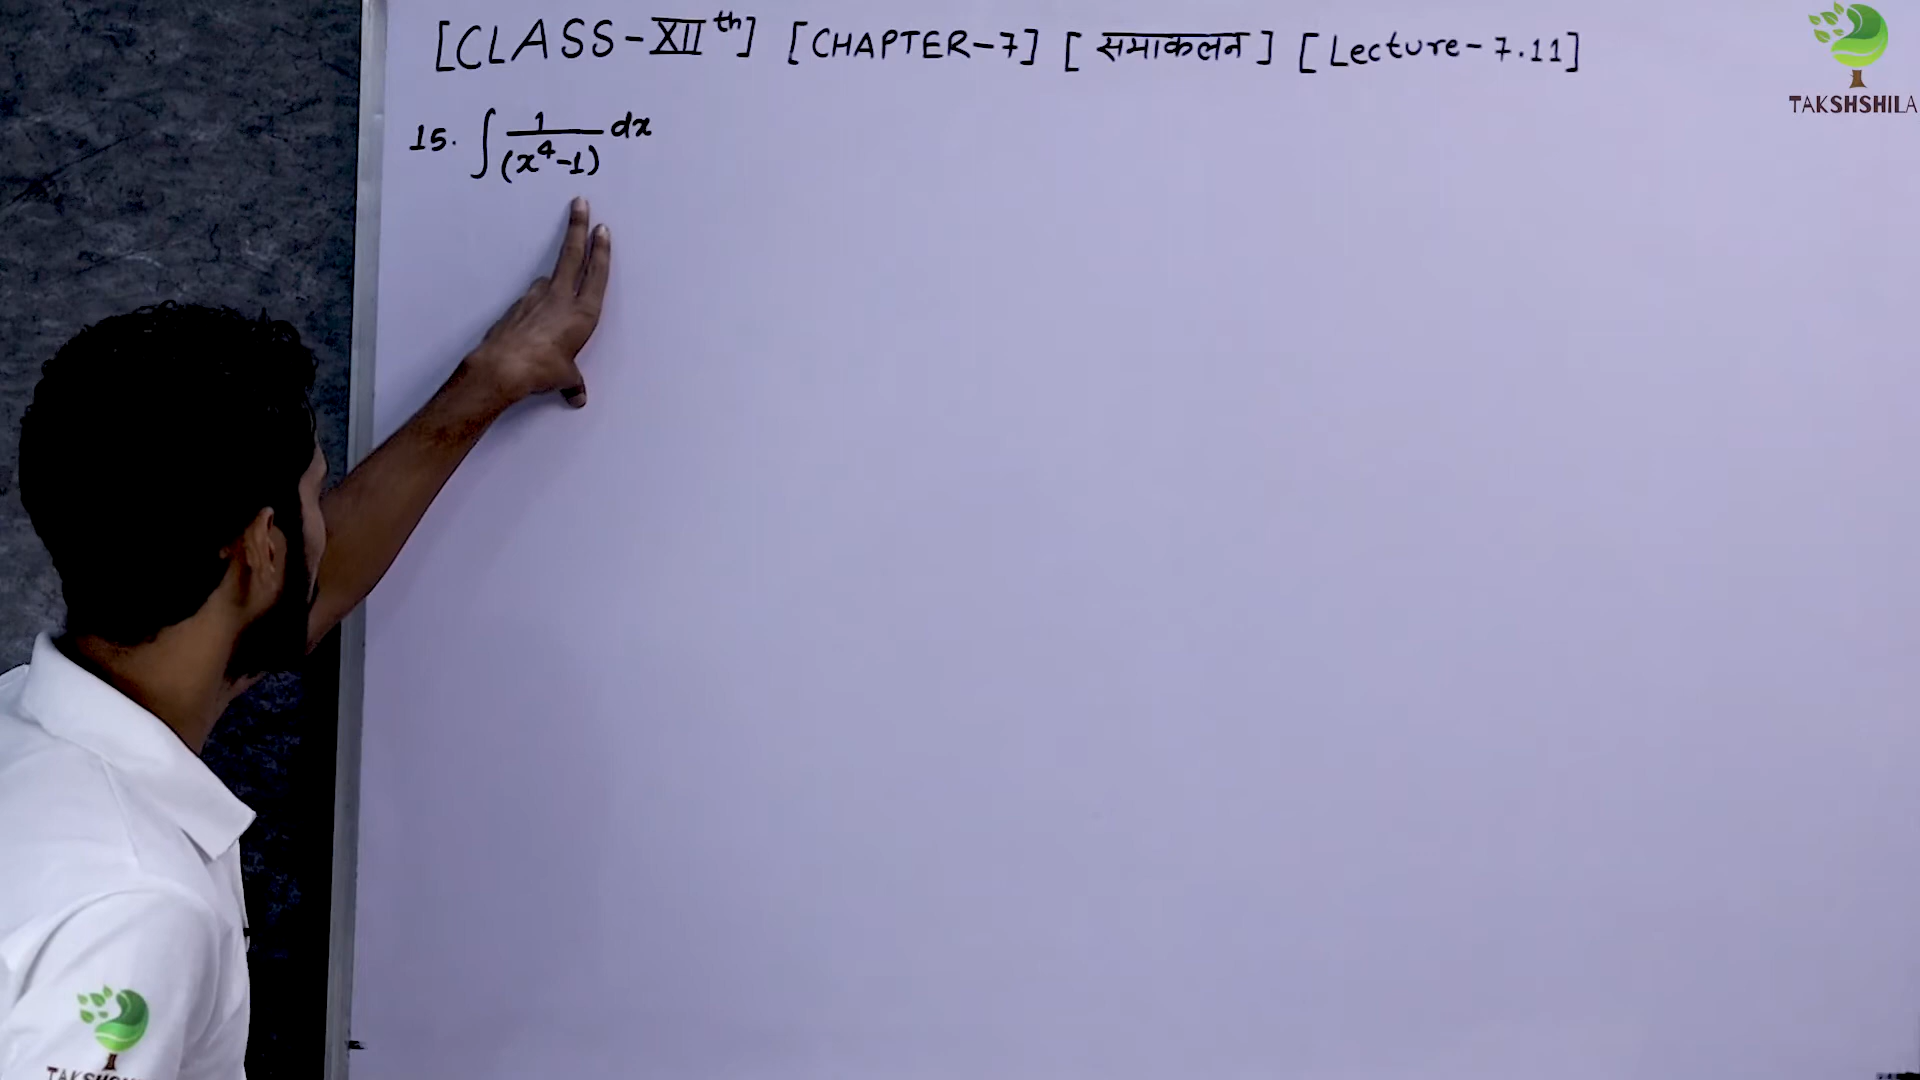 [CLASS-XIIth] [CHAPTER-7] [समाकलन] [Lecture-7.11]
TAKSHSHILA
15. ∫ 1/(x⁴-1) dx